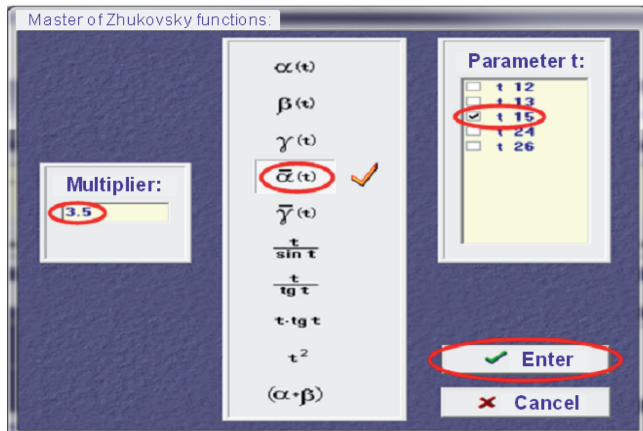 Master of Zhukovsky functions:
Multiplier:
3.5
α(t)
β(t)
γ(t)
ᾱ(t)
γ̄(t)
t
sin t
t
tg t
t·tg t
t²
(α+β)
Parameter t:
t 12
t 13
t 15
t 24
t 26
Enter
Cancel